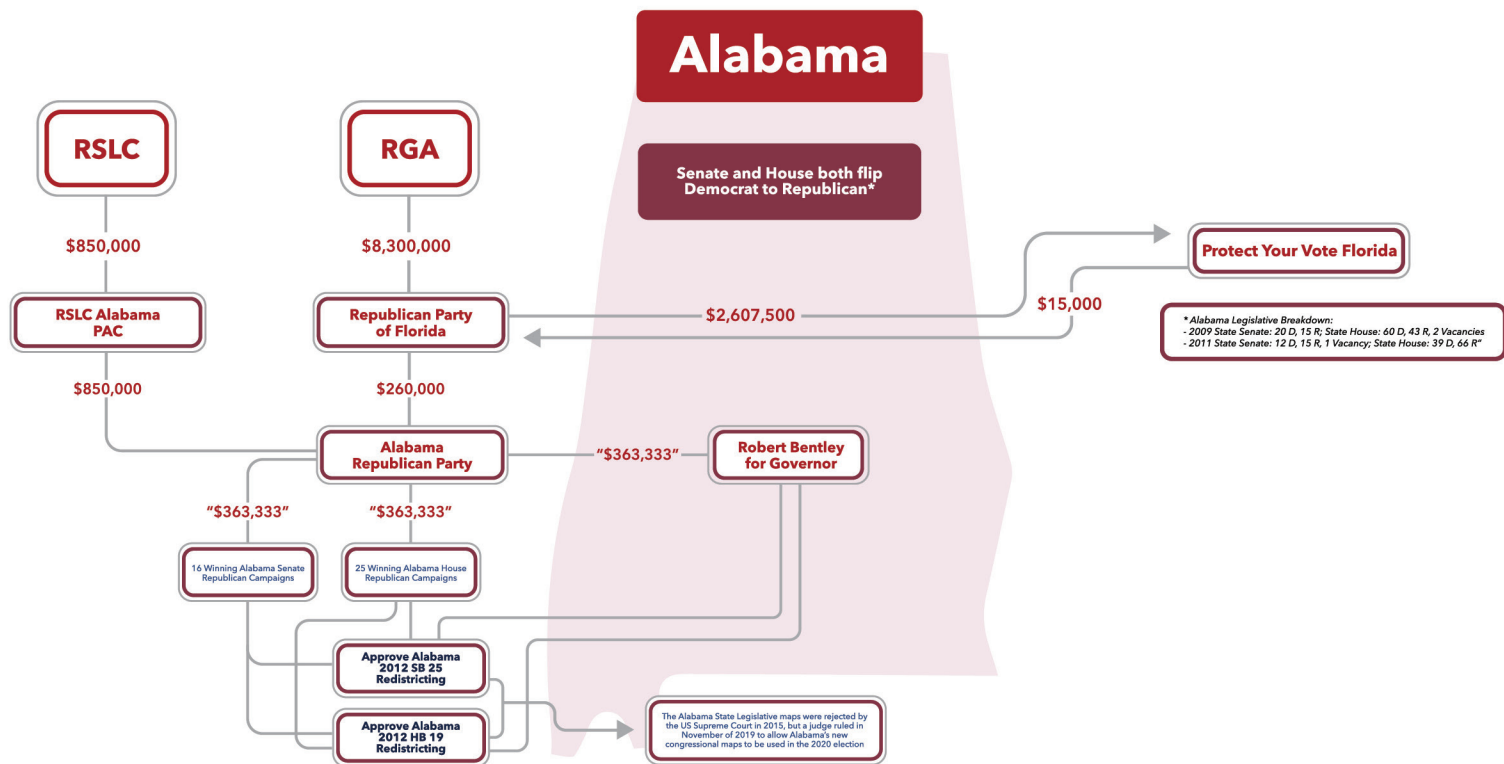 Alabama
RSLC
RGA
Senate and House both flip
Democrat to Republican*
$850,000
$8,300,000
Protect Your Vote Florida
RSLC Alabama
PAC
Republican Party
of Florida
$2,607,500
$15,000
* Alabama Legislative Breakdown:
- 2009 State Senate: 20 D, 15 R; State House: 60 D, 43 R, 2 Vacancies
- 2011 State Senate: 12 D, 15 R, 1 Vacancy; State House: 39 D, 66 R"
$850,000
$260,000
Alabama
Republican Party
"$363,333"
Robert Bentley
for Governor
"$363,333"
"$363,333"
16 Winning Alabama Senate
Republican Campaigns
25 Winning Alabama House
Republican Campaigns
Approve Alabama
2012 SB 25
Redistricting
Approve Alabama
2012 HB 19
Redistricting
The Alabama State Legislative maps were rejected by
the US Supreme Court in 2015, but a judge ruled in
November of 2019 to allow Alabama's new
congressional maps to be used in the 2020 election